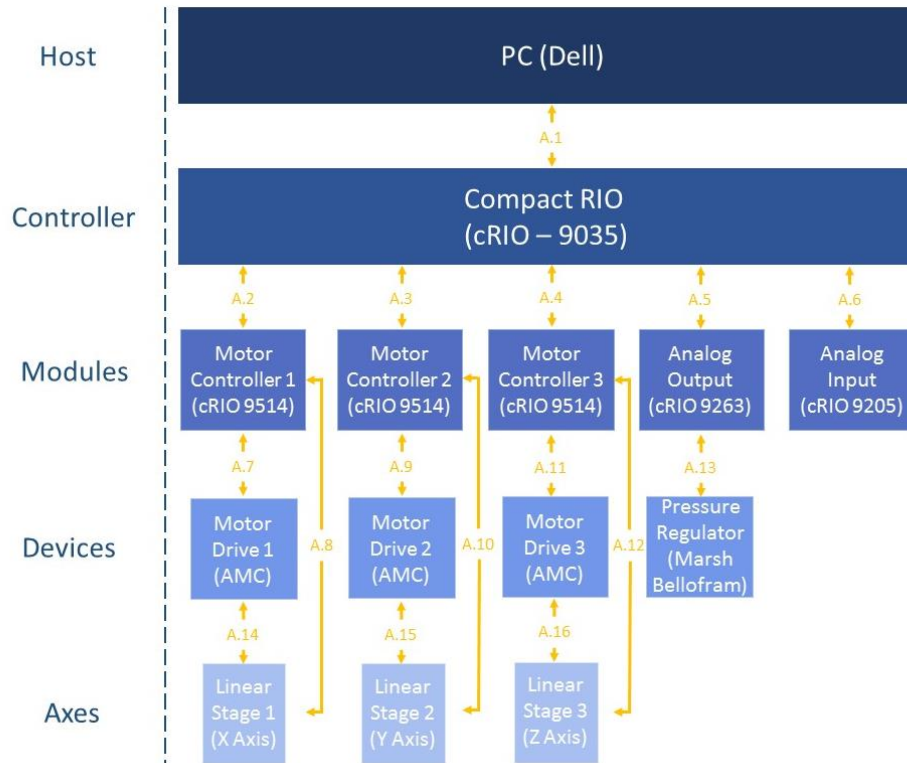 Host
PC (Dell)
A.1
Controller
Compact RIO
(cRIO – 9035)
A.2
A.3
A.4
A.5
A.6
Modules
Motor
Controller 1
(cRIO 9514)
Motor
Controller 2
(cRIO 9514)
Motor
Controller 3
(cRIO 9514)
Analog
Output
(cRIO 9263)
Analog
Input
(cRIO 9205)
A.7
A.9
A.11
A.13
Devices
Motor
Drive 1
(AMC)
A.8
Motor
Drive 2
(AMC)
A.10
Motor
Drive 3
(AMC)
A.12
Pressure
Regulator
(Marsh
Bellofram)
A.14
A.15
A.16
Axes
Linear
Stage 1
(X Axis)
Linear
Stage 2
(Y Axis)
Linear
Stage 3
(Z Axis)